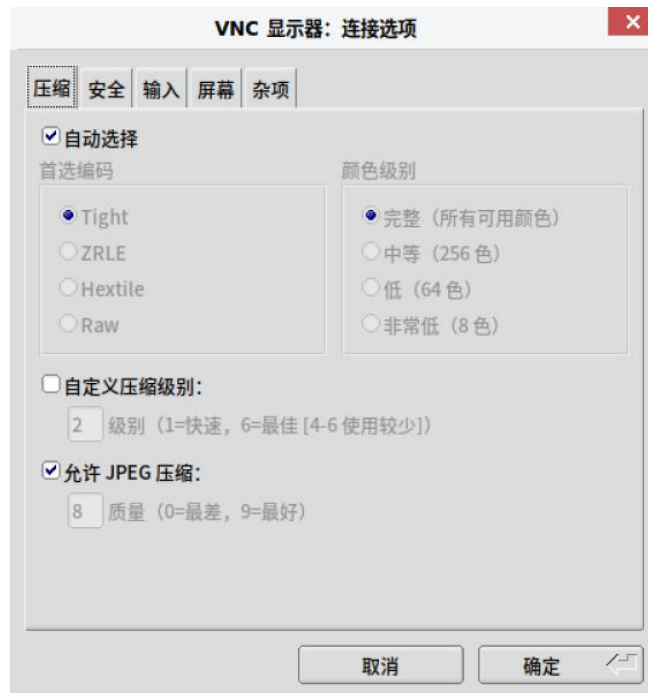 VNC 显示器：连接选项
压缩 安全 输入 屏幕 杂项
自动选择
首选编码
Tight
ZRLE
Hextile
Raw
颜色级别
完整（所有可用颜色）
中等（256 色）
低（64 色）
非常低（8 色）
自定义压缩级别：
2 级别（1=快速，6=最佳 [4-6 使用较少]）
允许 JPEG 压缩：
8 质量（0=最差，9=最好）
取消 确定